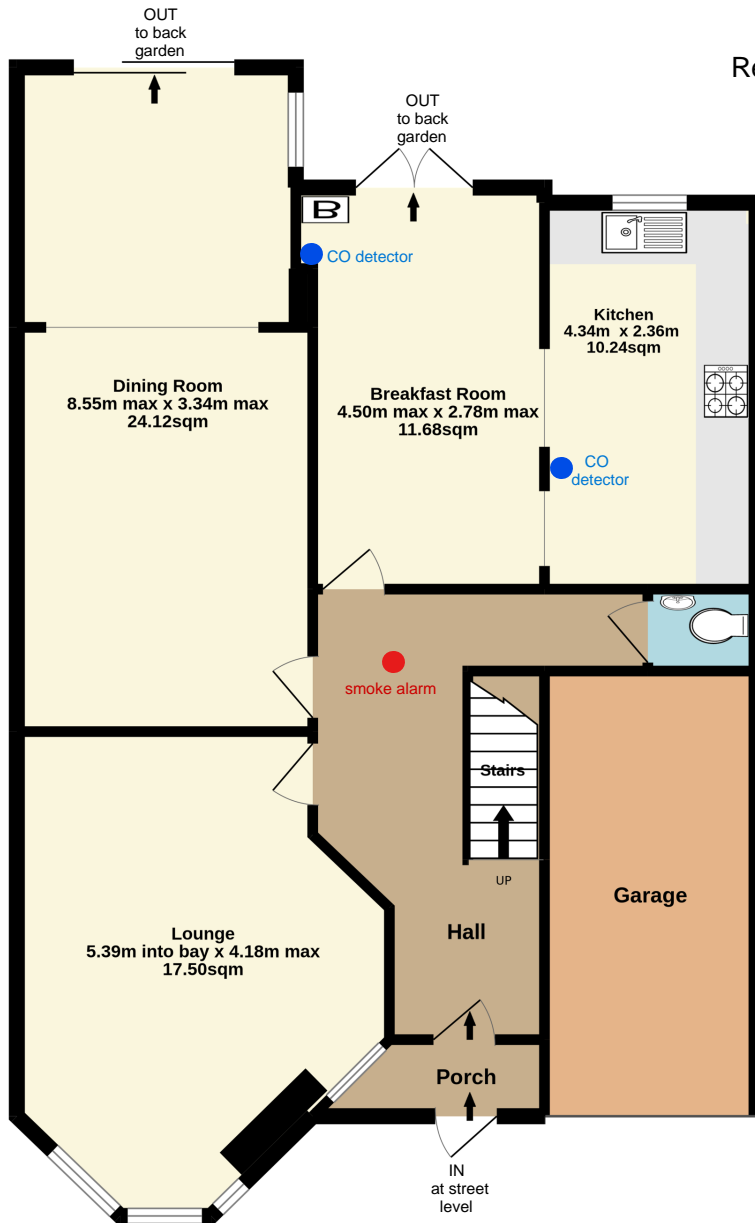 OUT
to back
garden
Re
OUT
to back
garden
B
CO detector
Kitchen
4.34m x 2.36m
10.24sqm
Dining Room
8.55m max x 3.34m max
24.12sqm
Breakfast Room
4.50m max x 2.78m max
11.68sqm
CO
detector
smoke alarm
Stairs
UP
Garage
Hall
Lounge
5.39m into bay x 4.18m max
17.50sqm
Porch
IN
at street
level